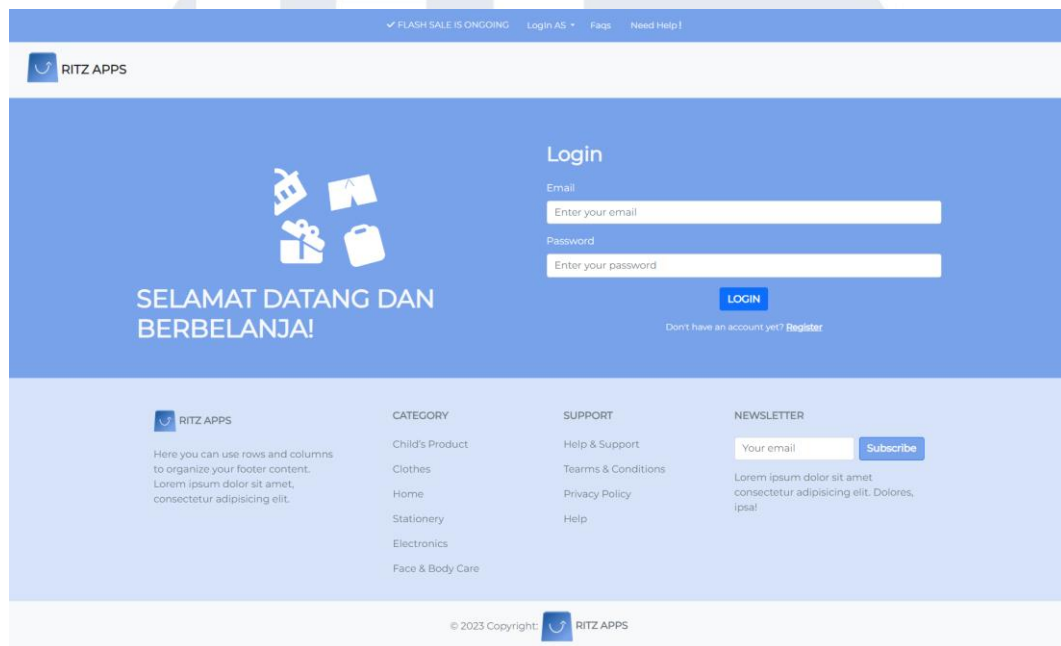 ✓ FLASH SALE IS ONGOING LogIn AS Faqs Need Help!
RITZ APPS
Login
Email
Enter your email
Password
Enter your password
LOGIN
Don't have an account yet? Register
SELAMAT DATANG DAN
BERBELANJA!
RITZ APPS
Here you can use rows and columns
to organize your footer content.
Lorem ipsum dolor sit amet,
consectetur adipisicing elit.
CATEGORY
Child's Product
Clothes
Home
Stationery
Electronics
Face & Body Care
SUPPORT
Help & Support
Tearms & Conditions
Privacy Policy
Help
NEWSLETTER
Your email Subscribe
Lorem ipsum dolor sit amet
consectetur adipisicing elit. Dolores,
ipsa!
© 2023 Copyright: RITZ APPS